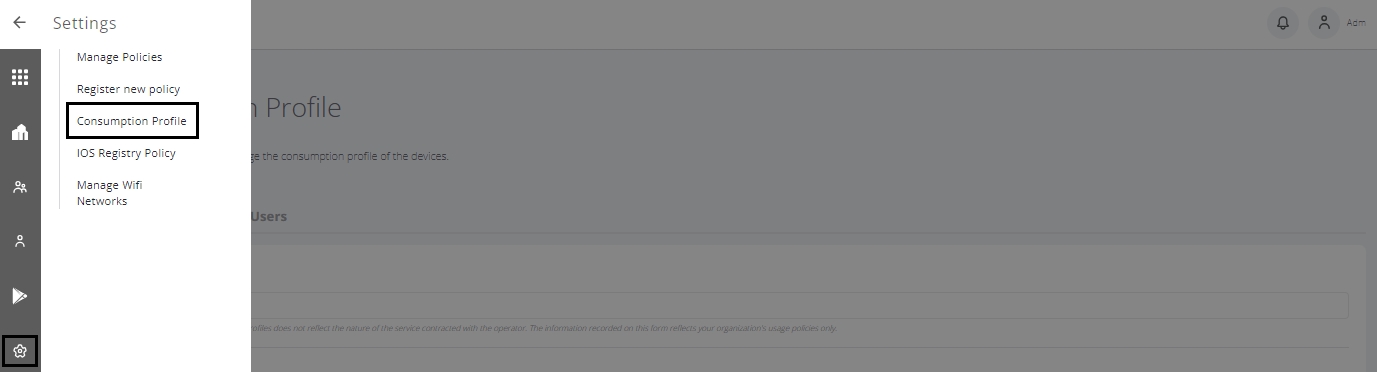 Settings
Adm
Manage Policies
Register new policy
Consumption Profile
IOS Registry Policy
Manage Wifi
Networks
Profile
the consumption profile of the devices.
Users
does not reflect the nature of the service contracted with the operator. The information recorded on this form reflects your organization's usage policies only.